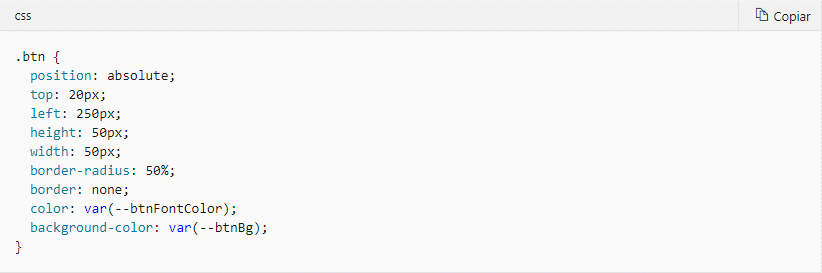 css
Copiar
.btn {
  position: absolute;
  top: 20px;
  left: 250px;
  height: 50px;
  width: 50px;
  border-radius: 50%;
  border: none;
  color: var(--btnFontColor);
  background-color: var(--btnBg);
}